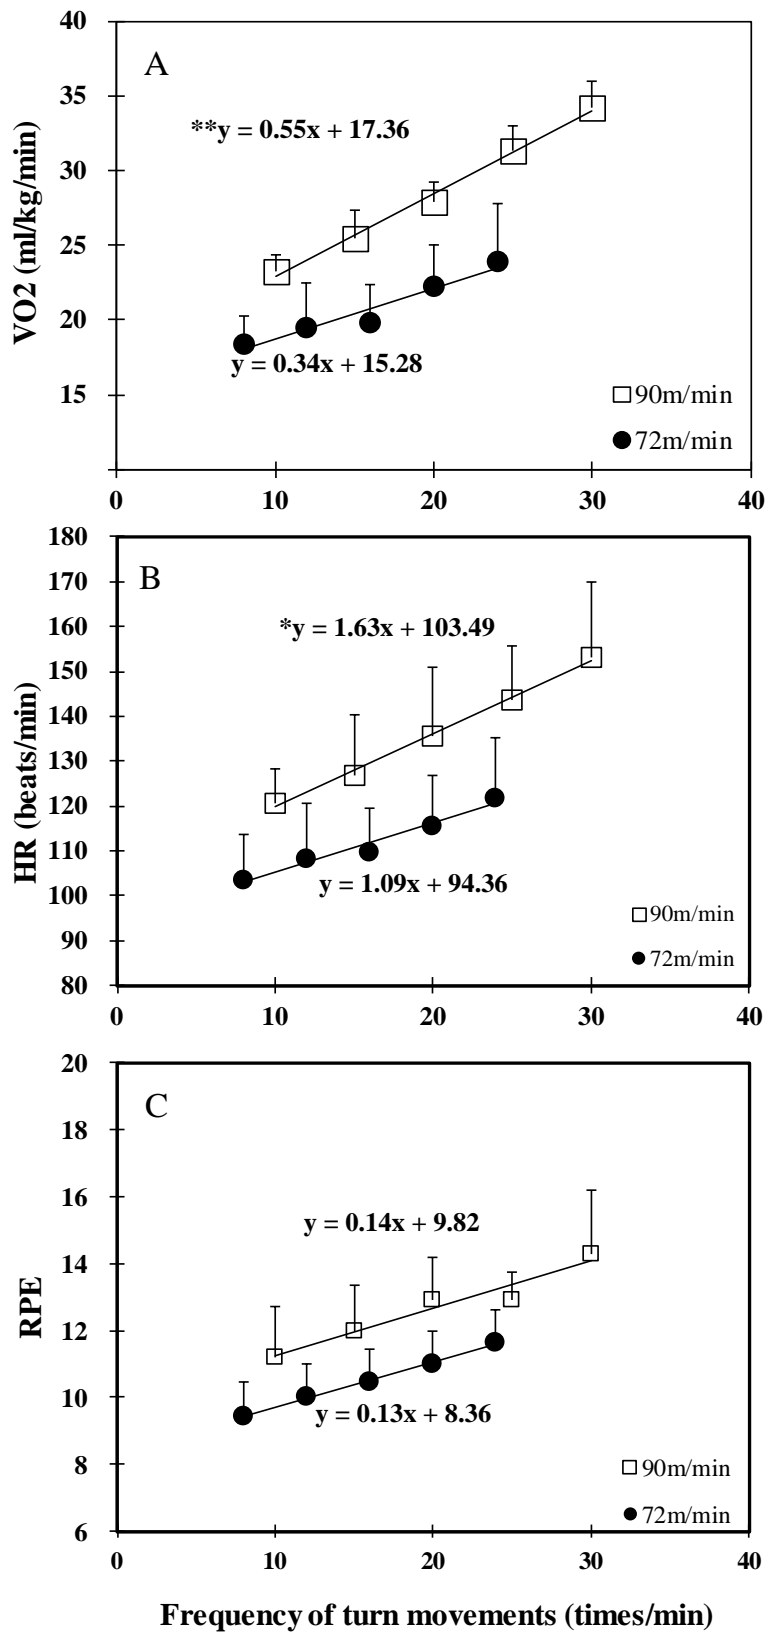 40
A
35
**y = 0.55x + 17.36
30
25
20
y = 0.34x + 15.28
15
90m/min
72m/min
VO2 (ml/kg/min)
0 10 20 30 40
180
B
170
*y = 1.63x + 103.49
160
150
140
130
120
110
y = 1.09x + 94.36
100
90m/min
90
72m/min
80
HR (beats/min)
0 10 20 30 40
20
C
18
16
y = 0.14x + 9.82
14
12
10
y = 0.13x + 8.36
8
90m/min
72m/min
6
RPE
0 10 20 30 40
Frequency of turn movements (times/min)